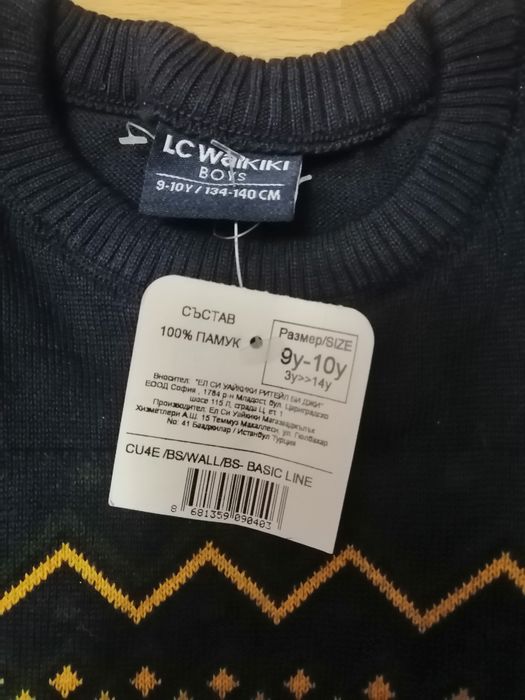 LC Waikiki
BOYS
9-10Y / 134-140 CM
СЪСТАВ
100% ПАМУК
Размер/SIZE
9y-10y
3y>>14y
Вносител: "ЕЛ СИ УАЙКИКИ РИТЕЙЛ БИ ДЖИ"
ЕООД София , 1784 р-н Младост, бул. Цариградско
шосе 115 Л, сграда Ц, ет. 1
Производител: Ел Си Уайкики Магазаджълък
Хизметлери А.Щ. 15 Теммуз Махаллеси, ул. Гюлбахар
No: 41 Бааджълар / Истанбул Турция
CU4E /BS/WALL/BS- BASIC LINE
8 681359 090403